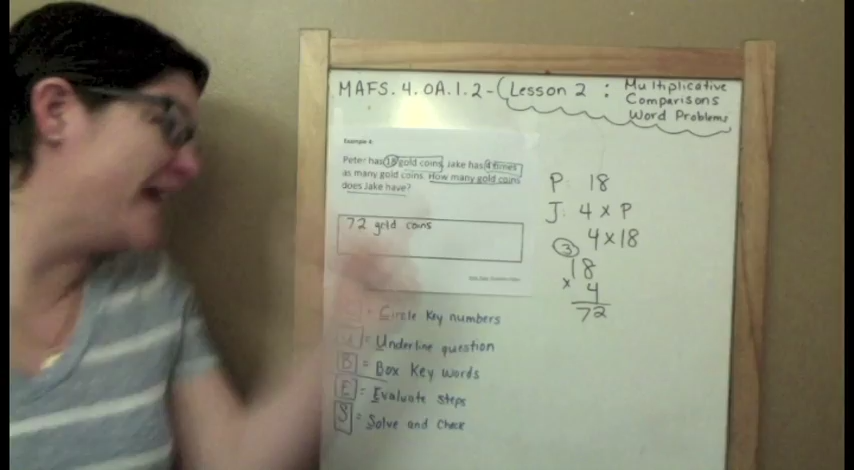 MAFS.4.OA.1.2 - Lesson 2 : Multiplicative
Comparisons
Word Problems
Example 4:
Peter has 18 gold coins. Jake has 4 times
as many gold coins. How many gold coins
does Jake have?
72 gold coins
P: 18
J: 4 x P
4 x 18
3
18
x 4
72
= Circle Key numbers
U = Underline question
B = Box Key words
E = Evaluate steps
S = Solve and Check